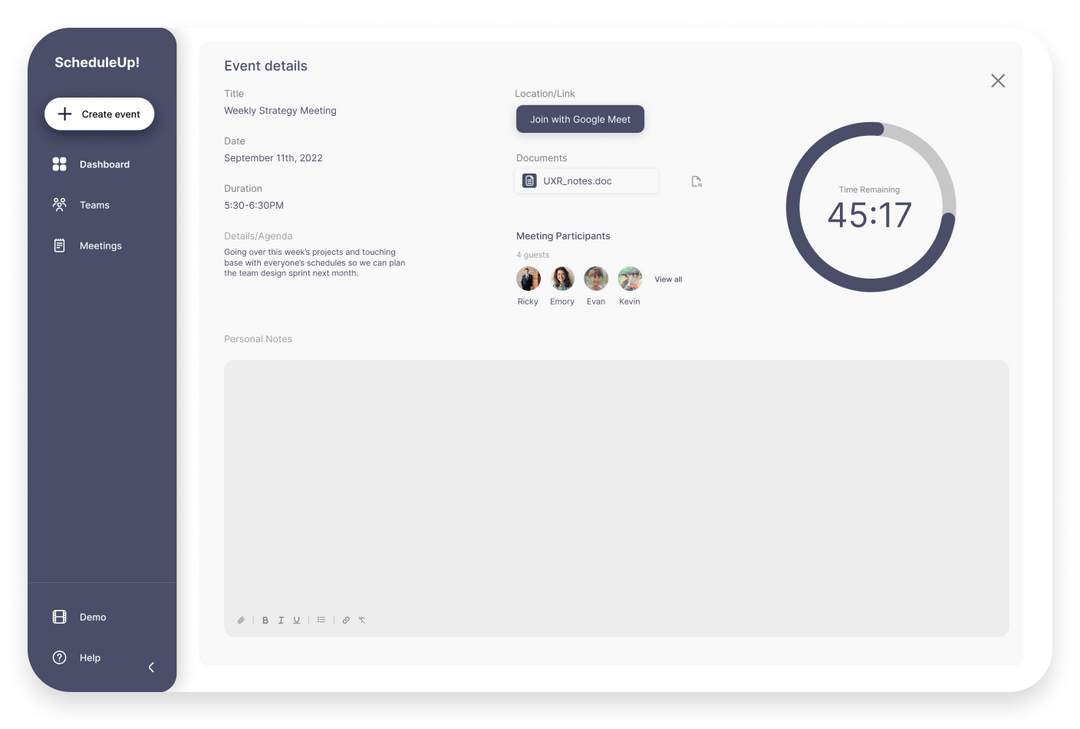 ScheduleUp!
Create event
Dashboard
Teams
Meetings
Demo
Help
Event details
Title
Weekly Strategy Meeting
Date
September 11th, 2022
Duration
5:30-6:30PM
Details/Agenda
Going over this week's projects and touching
base with everyone's schedules so we can plan
the team design sprint next month.
Location/Link
Join with Google Meet
Documents
UXR_notes.doc
Meeting Participants
4 guests
View all
Ricky Emory Evan Kevin
Time Remaining
45:17
Personal Notes
B I U